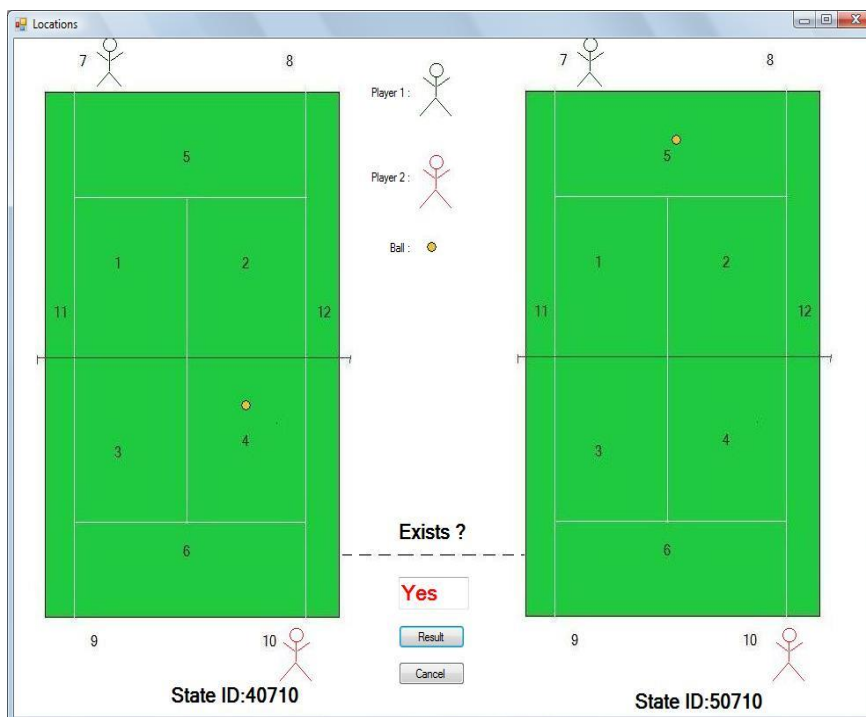 Locations
7
8
5
1
2
11
12
3
4
6
9
10
State ID:40710
Player 1 :
Player 2 :
Ball :
Exists ?
Yes
Result
Cancel
7
8
5
1
2
11
12
3
4
6
9
10
State ID:50710